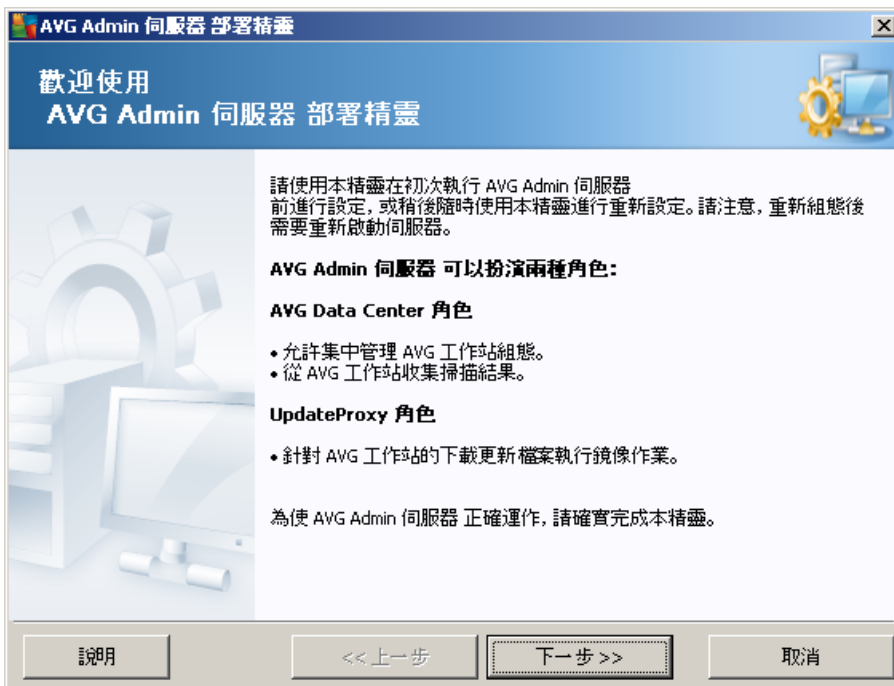 AVG Admin 伺服器 部署精靈
歡迎使用
AVG Admin 伺服器 部署精靈
請使用本精靈在初次執行 AVG Admin 伺服器
前進行設定, 或稍後隨時使用本精靈進行重新設定。請注意, 重新組態後
需要重新啟動伺服器。
AVG Admin 伺服器 可以扮演兩種角色:
AVG Data Center 角色
• 允許集中管理 AVG 工作站組態。
• 從 AVG 工作站收集掃描結果。
UpdateProxy 角色
• 針對 AVG 工作站的下載更新檔案執行鏡像作業。
為使 AVG Admin 伺服器 正確運作, 請確實完成本精靈。
說明
<< 上一步
下一步 >>
取消